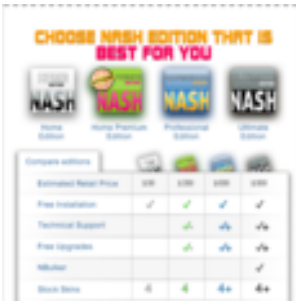 CHOOSE NASH EDITION THAT IS
BEST FOR YOU
NASH NASH NASH NASH
Home Edition
Home Premium Edition
Professional Edition
Ultimate Edition
Compare editions
Estimated Retail Price
Free Installation
Technical Support
Free Upgrades
Stock Skins 4 4 4+ 4+